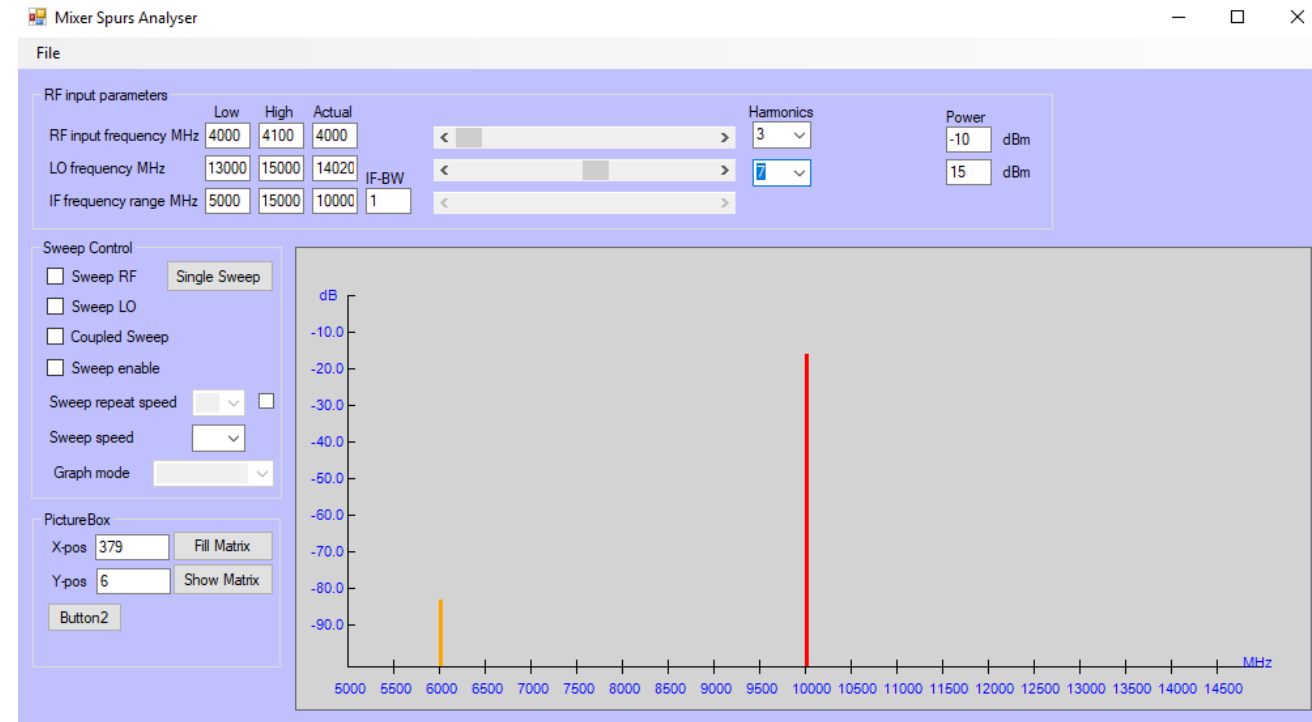 Mixer Spurs Analyser
File
RF input parameters
Low High Actual Harmonics Power
RF input frequency MHz 4000 4100 4000 3 -10 dBm
LO frequency MHz 13000 15000 14020 IF-BW 7 15 dBm
IF frequency range MHz 5000 15000 10000 1
Sweep Control
Sweep RF Single Sweep
Sweep LO
Coupled Sweep
Sweep enable
Sweep repeat speed
Sweep speed
Graph mode
PictureBox
X-pos 379 Fill Matrix
Y-pos 6 Show Matrix
Button2
dB
-10.0
-20.0
-30.0
-40.0
-50.0
-60.0
-70.0
-80.0
-90.0
MHz
5000 5500 6000 6500 7000 7500 8000 8500 9000 9500 10000 10500 11000 11500 12000 12500 13000 13500 14000 14500